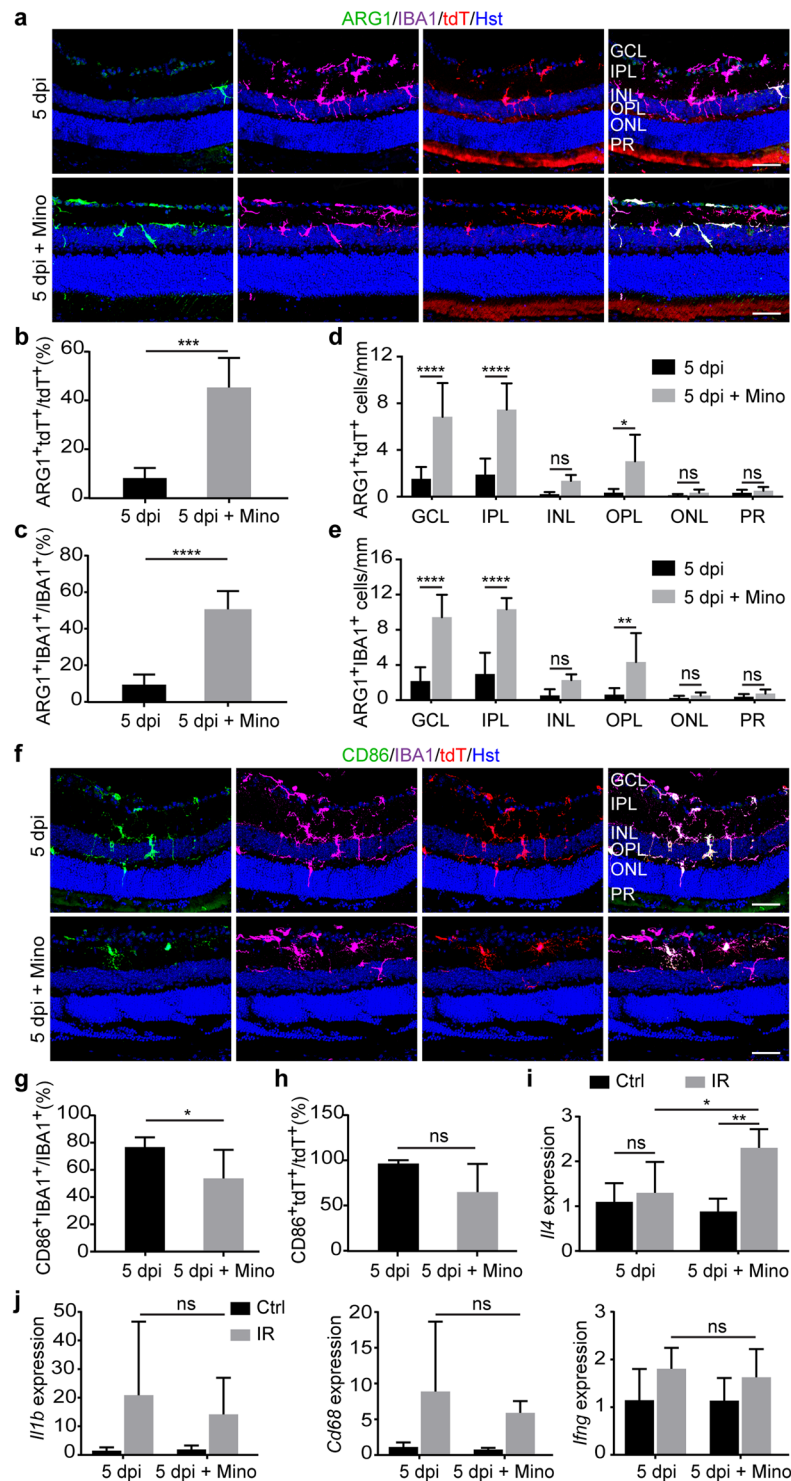 a
ARG1/IBA1/tdT/Hst
5 dpi
GCL
IPL
INL
OPL
ONL
PR
5 dpi + Mino
b
ARG1+tdT+/tdT+(%)
60
40
20
0
***
5 dpi 5 dpi + Mino
d
ARG1+tdT+ cells/mm
12
8
4
0
**** **** ns * ns ns
5 dpi
5 dpi + Mino
GCL IPL INL OPL ONL PR
c
ARG1+IBA1+/IBA1+(%)
80
60
40
20
0
****
5 dpi 5 dpi + Mino
e
ARG1+IBA1+ cells/mm
16
12
8
4
0
**** **** ns ** ns ns
5 dpi
5 dpi + Mino
GCL IPL INL OPL ONL PR
f
CD86/IBA1/tdT/Hst
5 dpi
GCL
IPL
INL
OPL
ONL
PR
5 dpi + Mino
g
CD86+IBA1+/IBA1+(%)
100
80
60
40
20
0
*
5 dpi 5 dpi + Mino
h
CD86+tdT+/tdT+(%)
150
100
50
0
ns
5 dpi 5 dpi + Mino
i
Ctrl IR
Il4 expression
3
2
1
0
ns * **
5 dpi 5 dpi + Mino
j
Il1b expression
50
40
30
20
10
0
ns
Ctrl
IR
5 dpi 5 dpi + Mino
Cd68 expression
20
15
10
5
0
ns
5 dpi 5 dpi + Mino
Ifng expression
3
2
1
0
ns
5 dpi 5 dpi + Mino